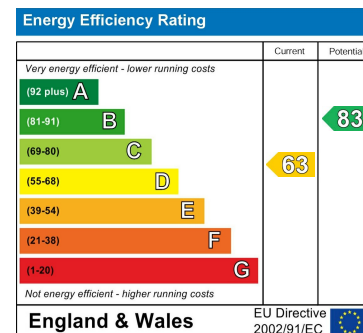 Energy Efficiency Rating
Current Potential
Very energy efficient - lower running costs
(92 plus) A
(81-91) B
83
(69-80) C
63
(55-68) D
(39-54) E
(21-38) F
(1-20) G
Not energy efficient - higher running costs
England & Wales
EU Directive
2002/91/EC